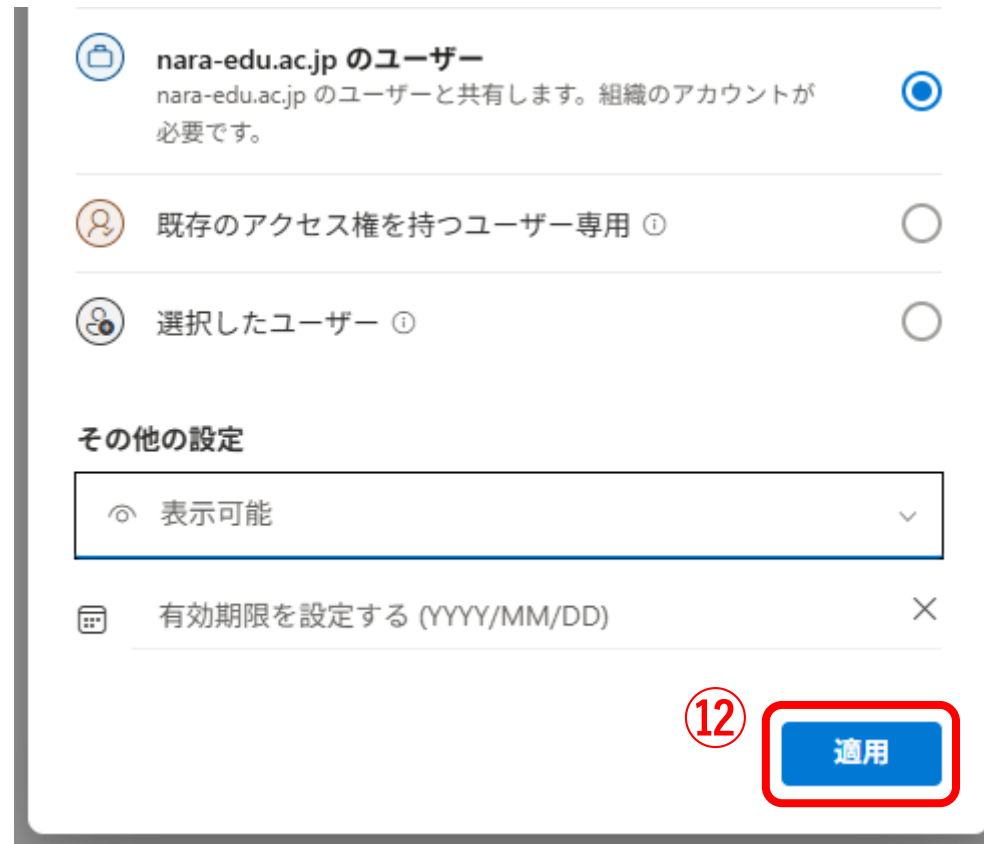 nara-edu.ac.jp のユーザー
nara-edu.ac.jp のユーザーと共有します。組織のアカウントが
必要です。
既存のアクセス権を持つユーザー専用
選択したユーザー
その他の設定
表示可能
有効期限を設定する (YYYY/MM/DD)
⑫
適用